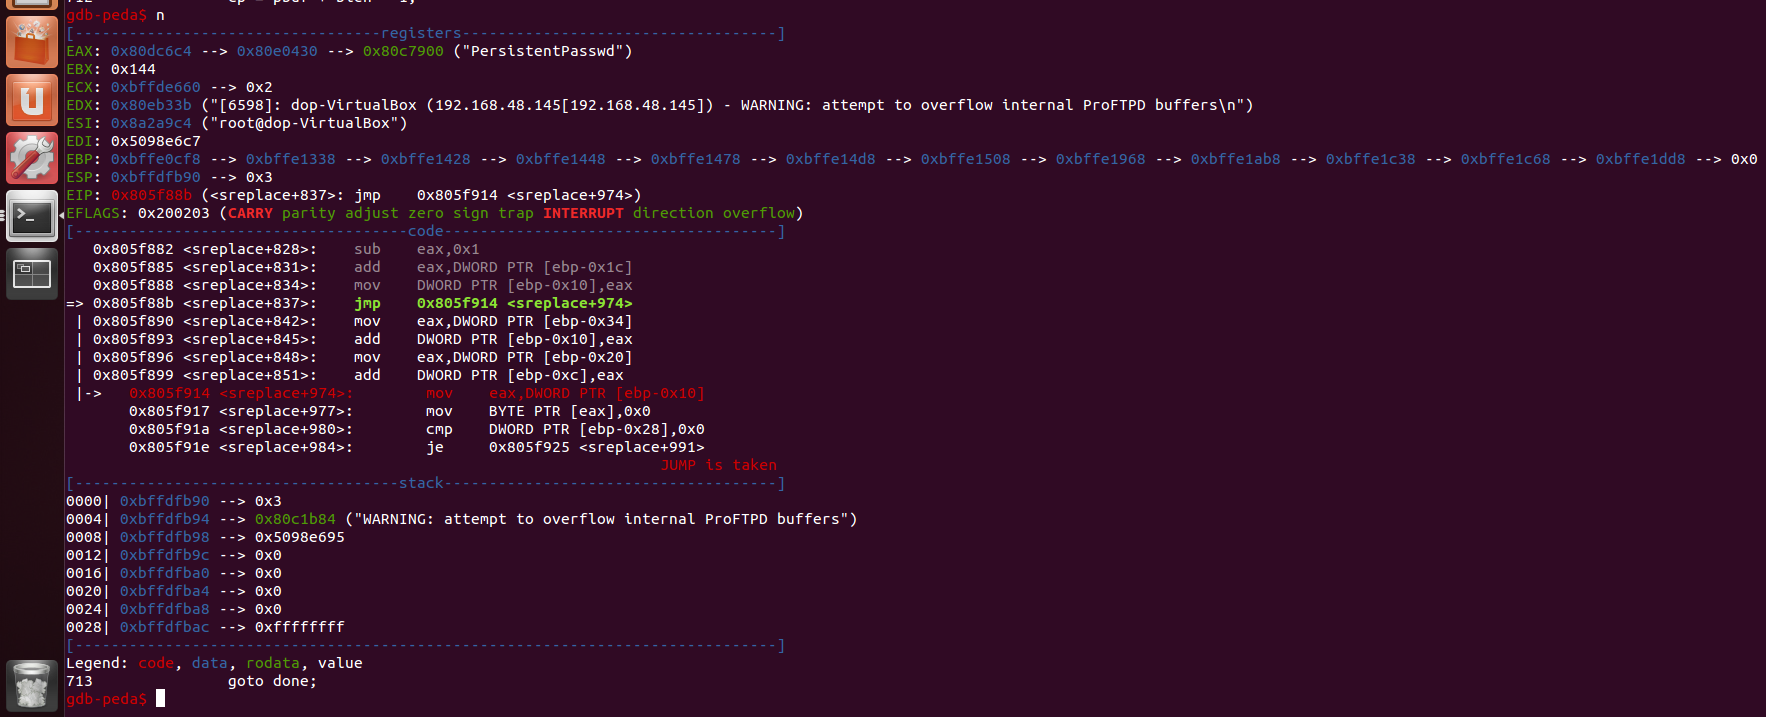 712               cp = pbuf + blen - 1;
gdb-peda$ n
[----------------------------------registers-----------------------------------]
EAX: 0x80dc6c4 --> 0x80e0430 --> 0x80c7900 ("PersistentPasswd")
EBX: 0x144
ECX: 0xbffde660 --> 0x2
EDX: 0x80eb33b ("[6598]: dop-VirtualBox (192.168.48.145[192.168.48.145]) - WARNING: attempt to overflow internal ProFTPD buffers\n")
ESI: 0x8a2a9c4 ("root@dop-VirtualBox")
EDI: 0x5098e6c7
EBP: 0xbffe0cf8 --> 0xbffe1338 --> 0xbffe1428 --> 0xbffe1448 --> 0xbffe1478 --> 0xbffe14d8 --> 0xbffe1508 --> 0xbffe1968 --> 0xbffe1ab8 --> 0xbffe1c38 --> 0xbffe1c68 --> 0xbffe1dd8 --> 0x0
ESP: 0xbffdfb90 --> 0x3
EIP: 0x805f88b (<sreplace+837>: jmp    0x805f914 <sreplace+974>)
EFLAGS: 0x200203 (CARRY parity adjust zero sign trap INTERRUPT direction overflow)
[-------------------------------------code-------------------------------------]
   0x805f882 <sreplace+828>:    sub    eax,0x1
   0x805f885 <sreplace+831>:    add    eax,DWORD PTR [ebp-0x1c]
   0x805f888 <sreplace+834>:    mov    DWORD PTR [ebp-0x10],eax
=> 0x805f88b <sreplace+837>:    jmp    0x805f914 <sreplace+974>
 | 0x805f890 <sreplace+842>:    mov    eax,DWORD PTR [ebp-0x34]
 | 0x805f893 <sreplace+845>:    add    DWORD PTR [ebp-0x10],eax
 | 0x805f896 <sreplace+848>:    mov    eax,DWORD PTR [ebp-0x20]
 | 0x805f899 <sreplace+851>:    add    DWORD PTR [ebp-0xc],eax
 |->   0x805f914 <sreplace+974>:        mov    eax,DWORD PTR [ebp-0x10]
       0x805f917 <sreplace+977>:        mov    BYTE PTR [eax],0x0
       0x805f91a <sreplace+980>:        cmp    DWORD PTR [ebp-0x28],0x0
       0x805f91e <sreplace+984>:        je     0x805f925 <sreplace+991>
                                                                  JUMP is taken
[------------------------------------stack-------------------------------------]
0000| 0xbffdfb90 --> 0x3
0004| 0xbffdfb94 --> 0x80c1b84 ("WARNING: attempt to overflow internal ProFTPD buffers")
0008| 0xbffdfb98 --> 0x5098e695
0012| 0xbffdfb9c --> 0x0
0016| 0xbffdfba0 --> 0x0
0020| 0xbffdfba4 --> 0x0
0024| 0xbffdfba8 --> 0x0
0028| 0xbffdfbac --> 0xffffffff
[------------------------------------------------------------------------------]
Legend: code, data, rodata, value
713               goto done;
gdb-peda$